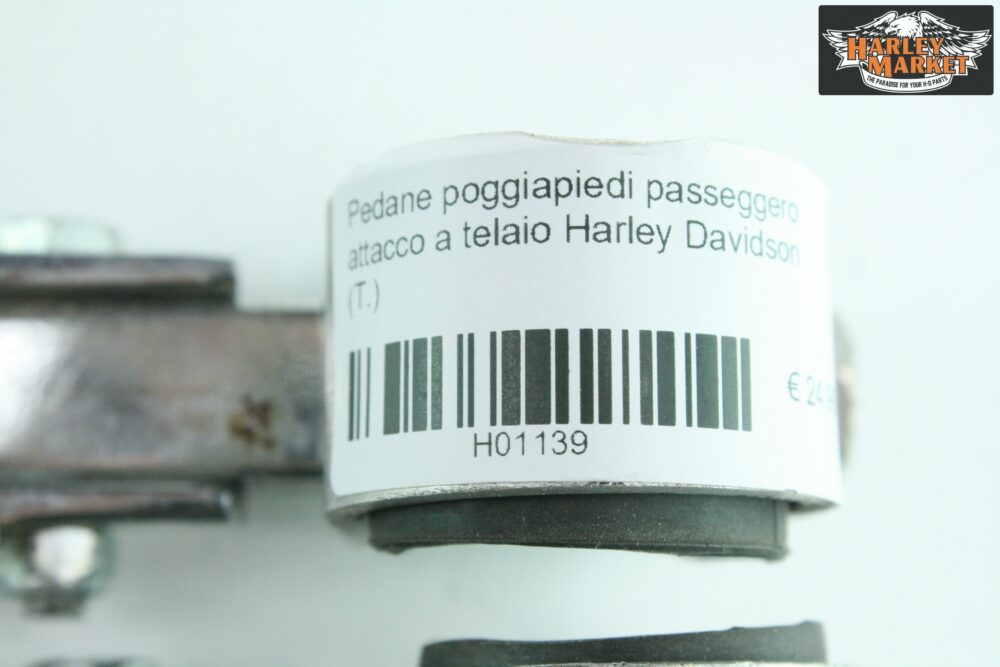 HARLEY
MARKET
THE PARADISE FOR YOUR H-D PARTS
Pedane poggiapiedi passeggero
attacco a telaio Harley Davidson
(T.)
H01139
€